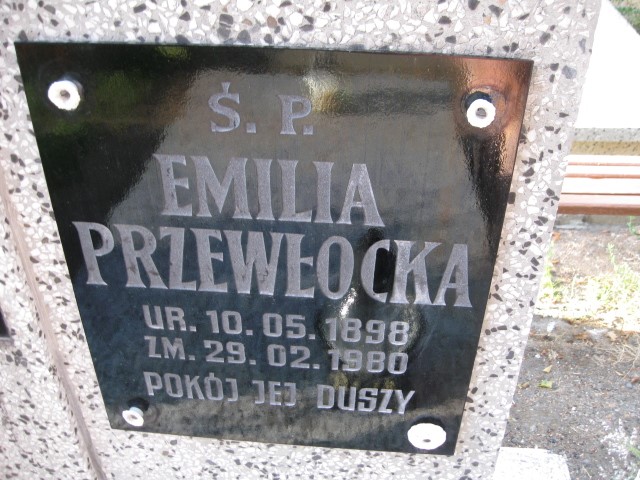 Ś. P.
EMILIA
PRZEWŁOCKA
UR. 10. 05. 1898
ZM. 29. 02. 1980
POKÓJ JEJ DUSZY